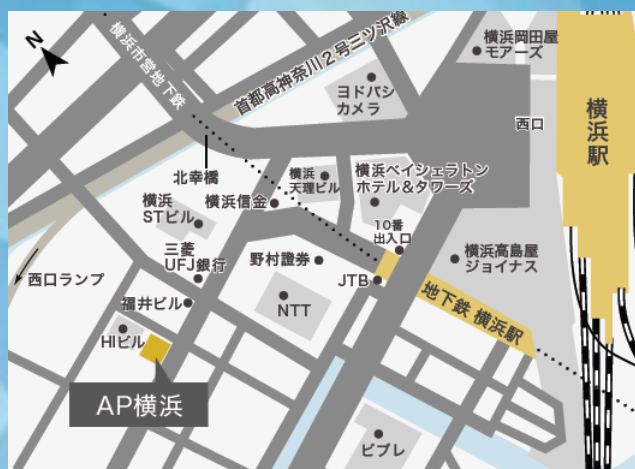 N
横浜市営地下鉄
首都高神奈川2号三ツ沢線
横浜岡田屋
モアーズ
ヨドバシ
カメラ
横浜駅
西口
北幸橋
横浜
天理ビル
横浜ベイシェラトン
ホテル&タワーズ
横浜
STビル
横浜信金
10番
出入口
三菱
UFJ銀行
野村證券
横浜高島屋
ジョイナス
西口ランプ
JTB
地下鉄 横浜駅
福井ビル
NTT
HIビル
AP横浜
ビブレ